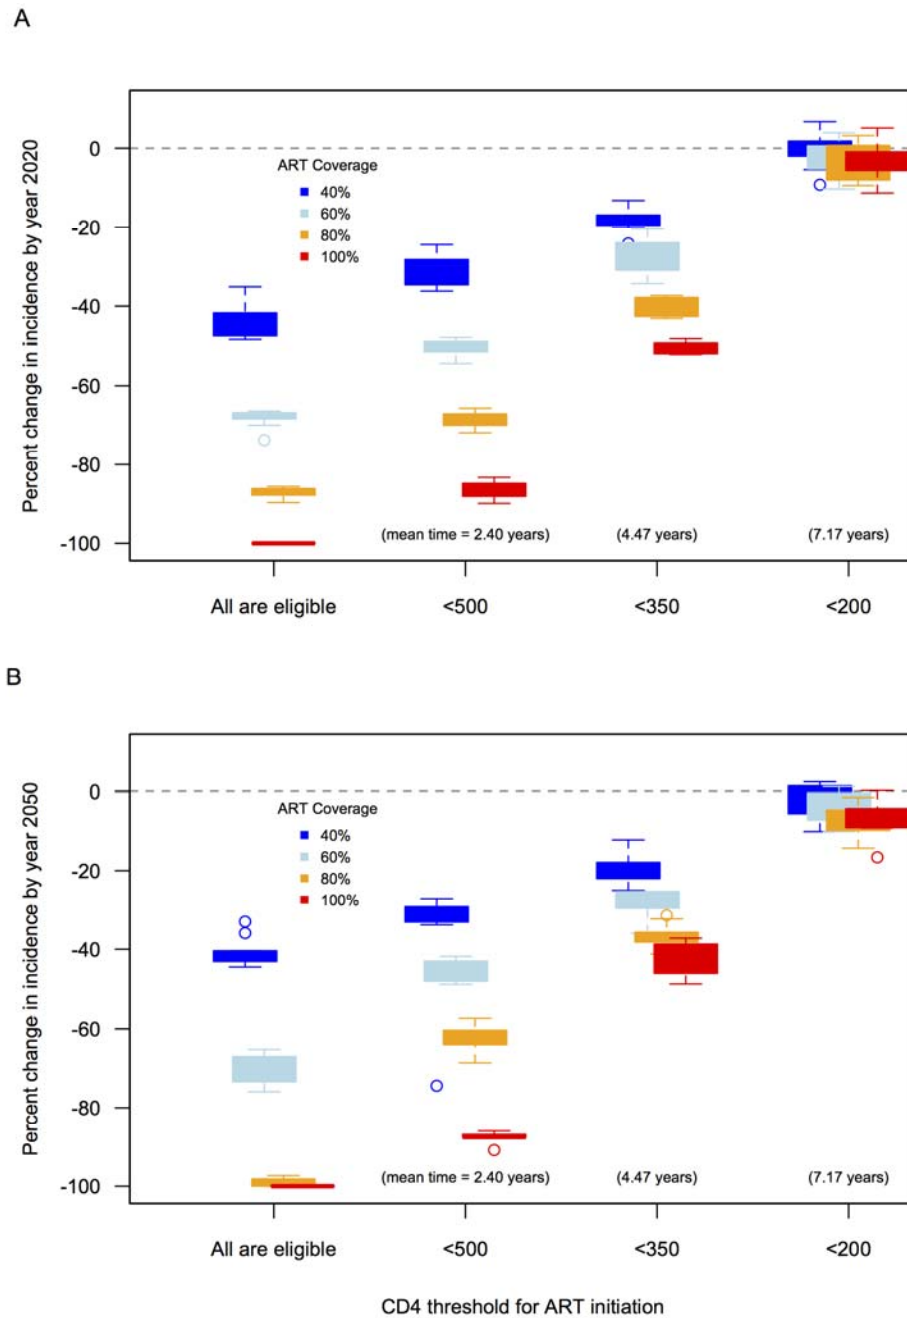 A
Percent change in incidence by year 2020
0
-20
-40
-60
-80
-100
ART Coverage
40%
60%
80%
100%
(mean time = 2.40 years) (4.47 years) (7.17 years)
All are eligible <500 <350 <200
B
Percent change in incidence by year 2050
0
-20
-40
-60
-80
-100
ART Coverage
40%
60%
80%
100%
(mean time = 2.40 years) (4.47 years) (7.17 years)
All are eligible <500 <350 <200
CD4 threshold for ART initiation